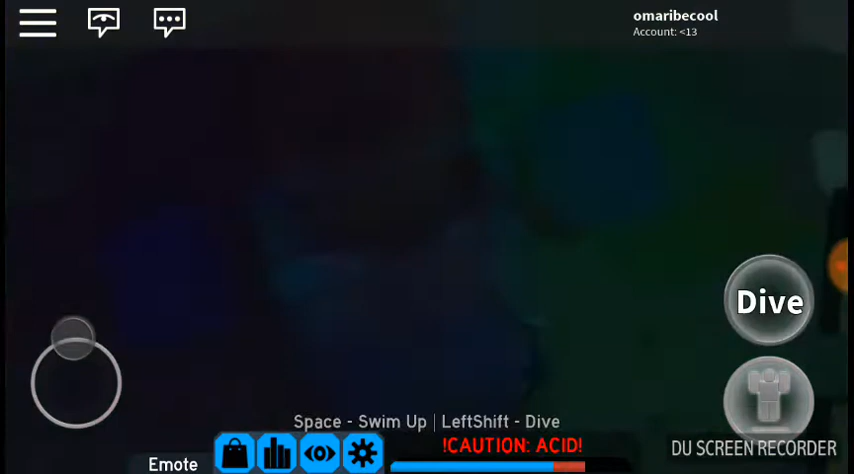 omaribecool
Account: <13
Dive
Space - Swim Up | LeftShift - Dive
!CAUTION: ACID!
DU SCREEN RECORDER
Emote